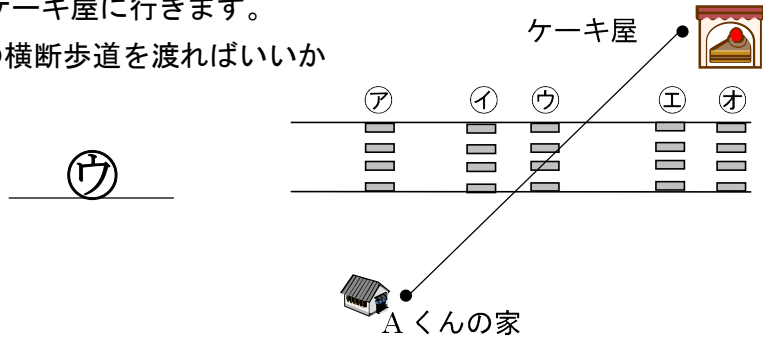 ケーキ屋に行きます。
の横断歩道を渡ればいいか
ケーキ屋
㋐ ㋑ ㋒ ㋓ ㋔
㋒
A くんの家